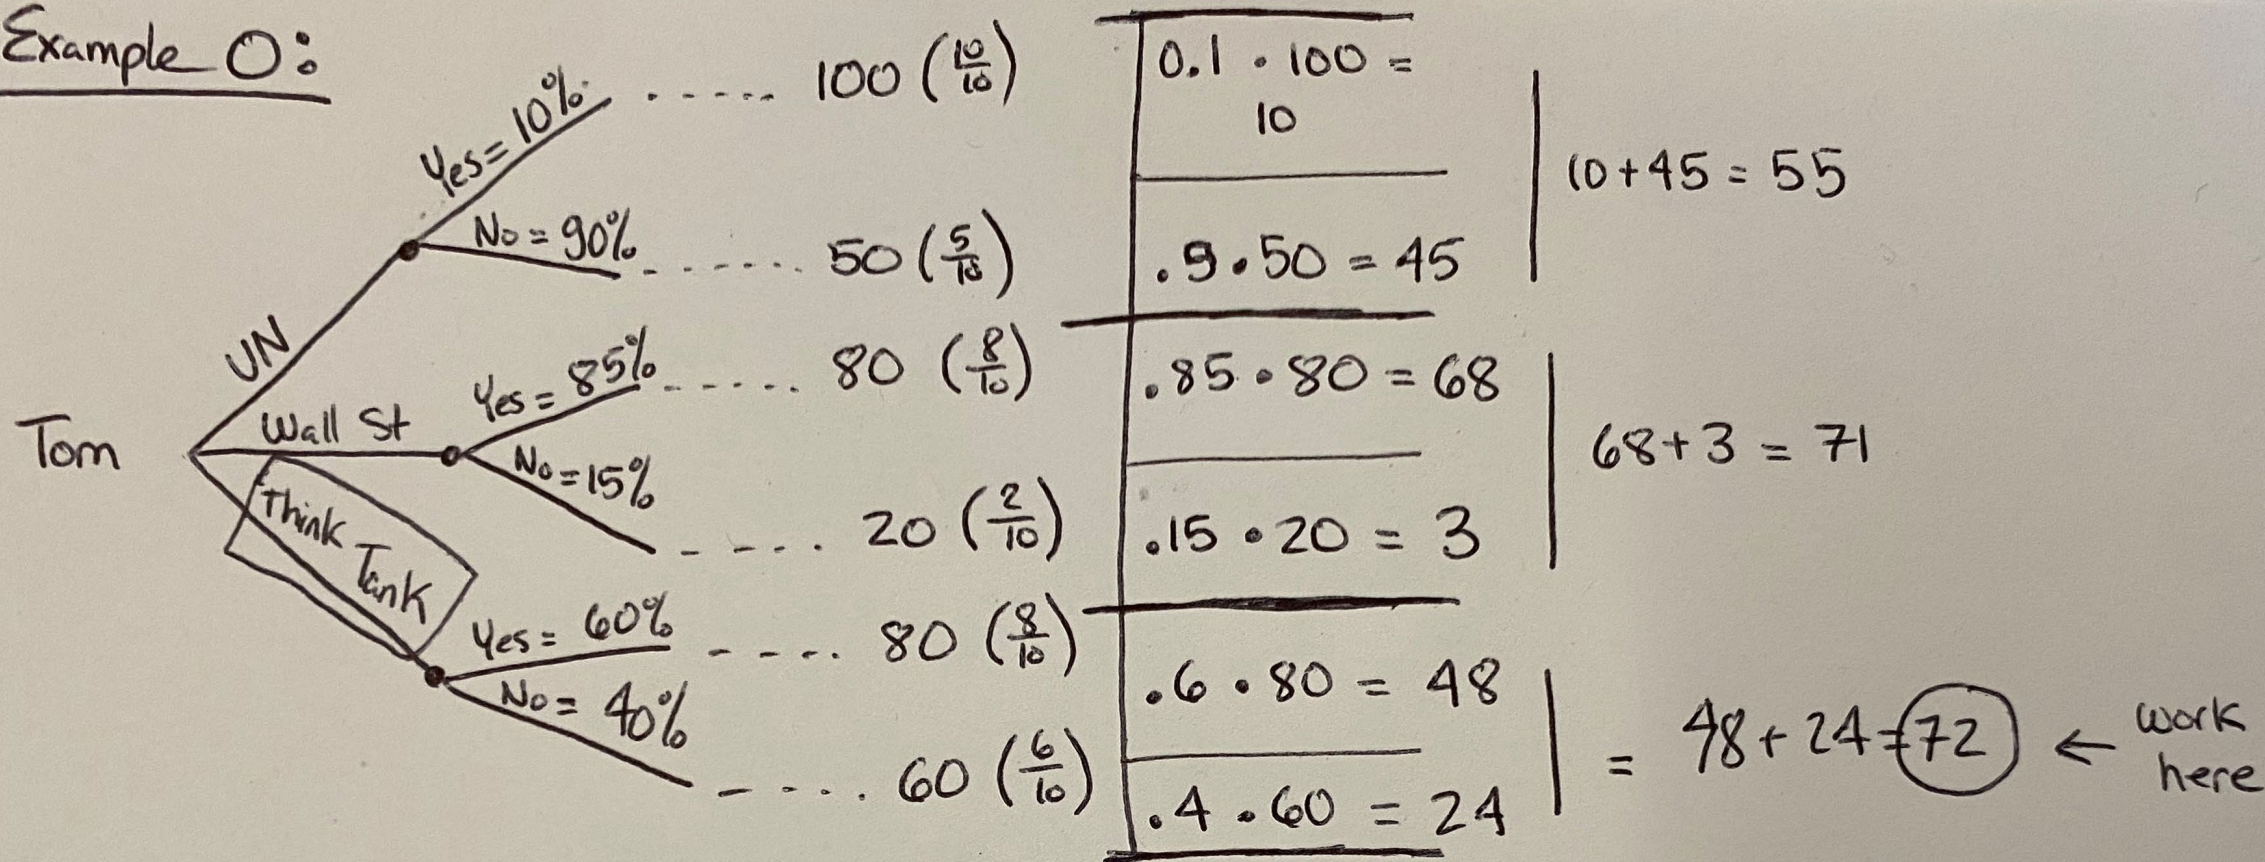 Example O:
Tom
UN
Yes = 10%
100 (10/10)
0.1 • 100 =
10
No = 90%
50 (5/10)
.9 • 50 = 45
10 + 45 = 55
Wall St
Yes = 85%
80 (8/10)
.85 • 80 = 68
No = 15%
20 (2/10)
.15 • 20 = 3
68 + 3 = 71
Think
Tank
Yes = 60%
80 (8/10)
.6 • 80 = 48
No = 40%
60 (6/10)
.4 • 60 = 24
= 48 + 24 = 72 ← work
here